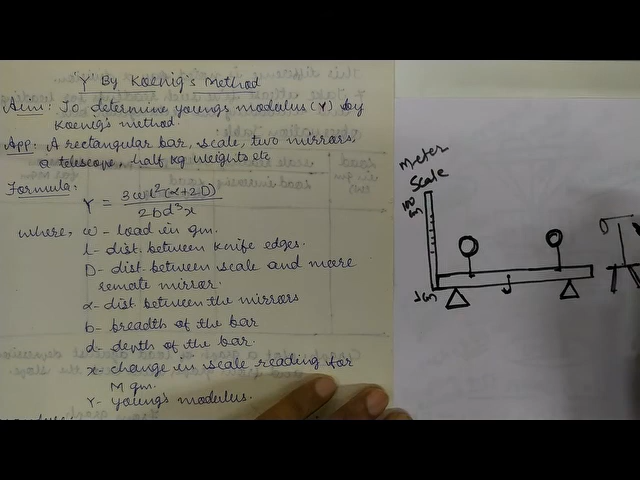 "Y" By Koenig's Method
Aim: To determine youngs modulus (Y) by
Koenig's method.
App: A rectangular bar, scale, two mirrors,
a telescope, half kg weights etc
Formula:
Y = 3ωl²(α+2D) / 2bd³x
where, ω - load in gm.
l - dist. between knife edges.
D - dist. between scale and more
remote mirror.
α - dist between the mirrors
b - breadth of the bar
d - depth of the bar.
x - change in scale reading for
M gm.
Y - young's modulus.
Meter
Scale
100
cm